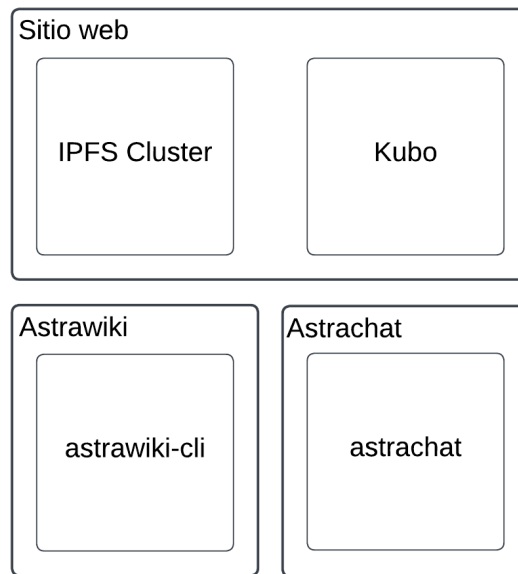 Sitio web
IPFS Cluster
Kubo
Astrawiki
Astrachat
astrawiki-cli
astrachat